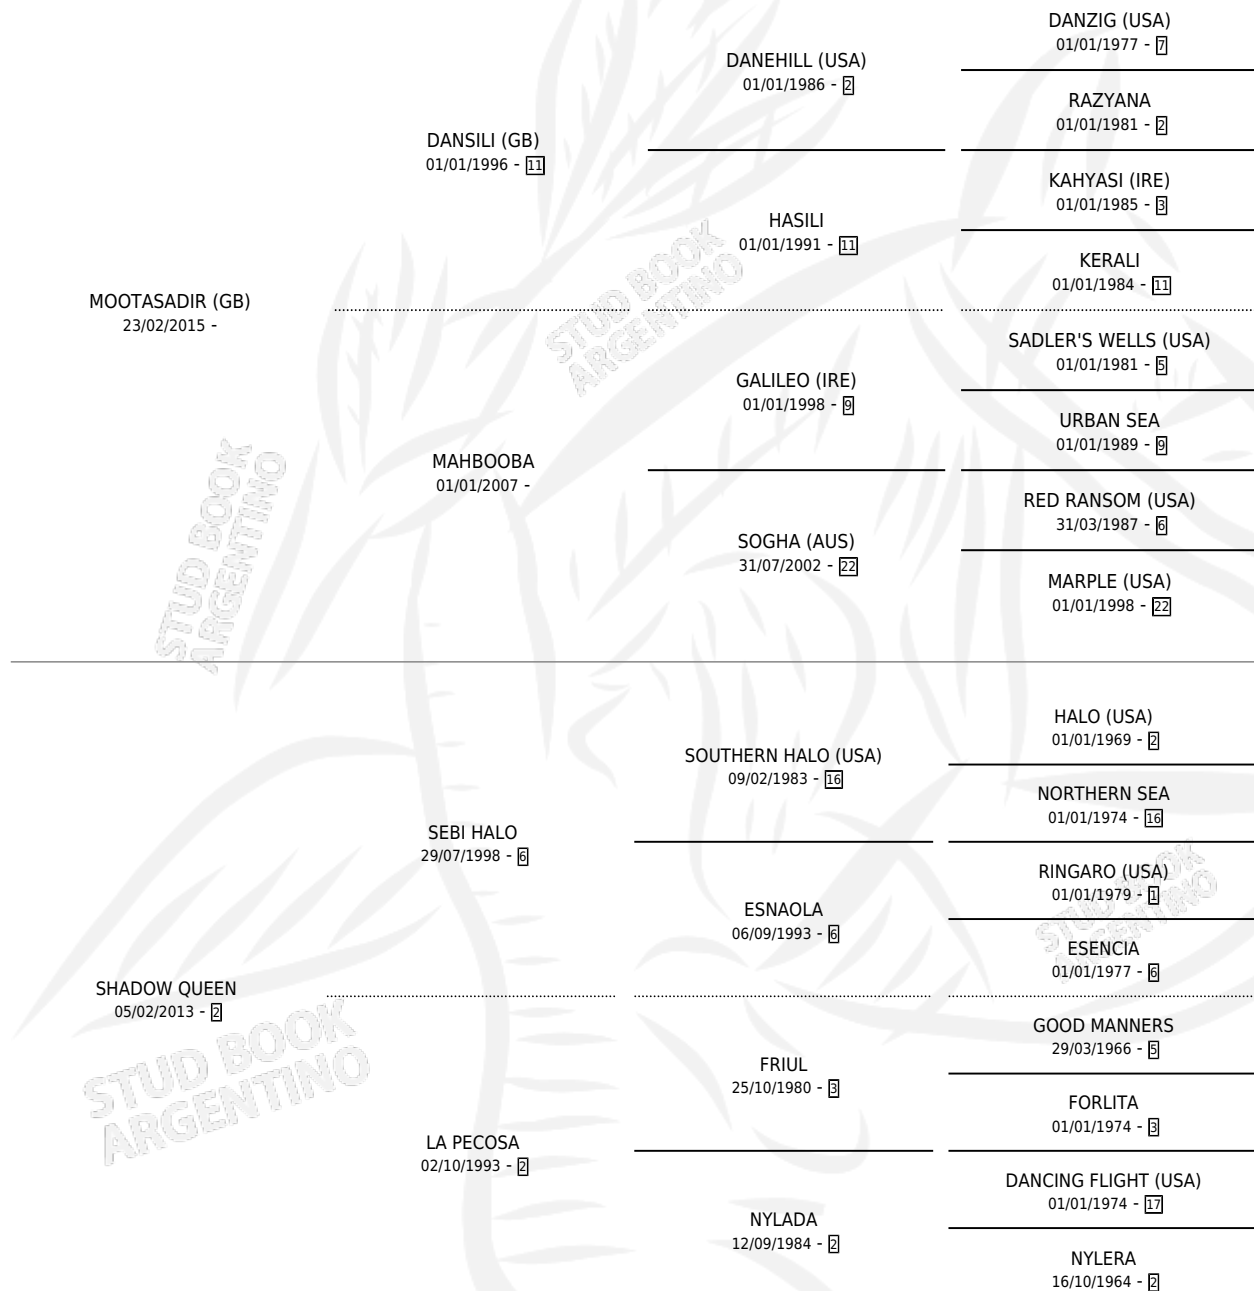 DANZIG (USA)
01/01/1977 - 7
DANEHILL (USA)
01/01/1986 - 2
RAZYANA
01/01/1981 - 2
DANSILI (GB)
01/01/1996 - 11
KAHYASI (IRE)
01/01/1985 - 3
HASILI
01/01/1991 - 11
KERALI
01/01/1984 - 11
MOOTASADIR (GB)
23/02/2015 -
STUD BOOK
ARGENTINO
SADLER'S WELLS (USA)
01/01/1981 - 5
GALILEO (IRE)
01/01/1998 - 9
URBAN SEA
01/01/1989 - 9
MAHBOOBA
01/01/2007 -
STUD BOOK
ARGENTINO
RED RANSOM (USA)
31/03/1987 - 6
SOGHA (AUS)
31/07/2002 - 22
MARPLE (USA)
01/01/1998 - 22
HALO (USA)
01/01/1969 - 2
SOUTHERN HALO (USA)
09/02/1983 - 16
NORTHERN SEA
01/01/1974 - 16
SEBI HALO
29/07/1998 - 6
RINGARO (USA)
01/01/1979 - 1
STUD BOOK
ARGENTINO
ESNAOLA
06/09/1993 - 6
ESENCIA
01/01/1977 - 6
SHADOW QUEEN
05/02/2013 - 2
STUD BOOK
ARGENTINO
GOOD MANNERS
29/03/1966 - 5
FRIUL
25/10/1980 - 3
FORLITA
01/01/1974 - 3
LA PECOSA
02/10/1993 - 2
DANCING FLIGHT (USA)
01/01/1974 - 17
NYLADA
12/09/1984 - 2
NYLERA
16/10/1964 - 2